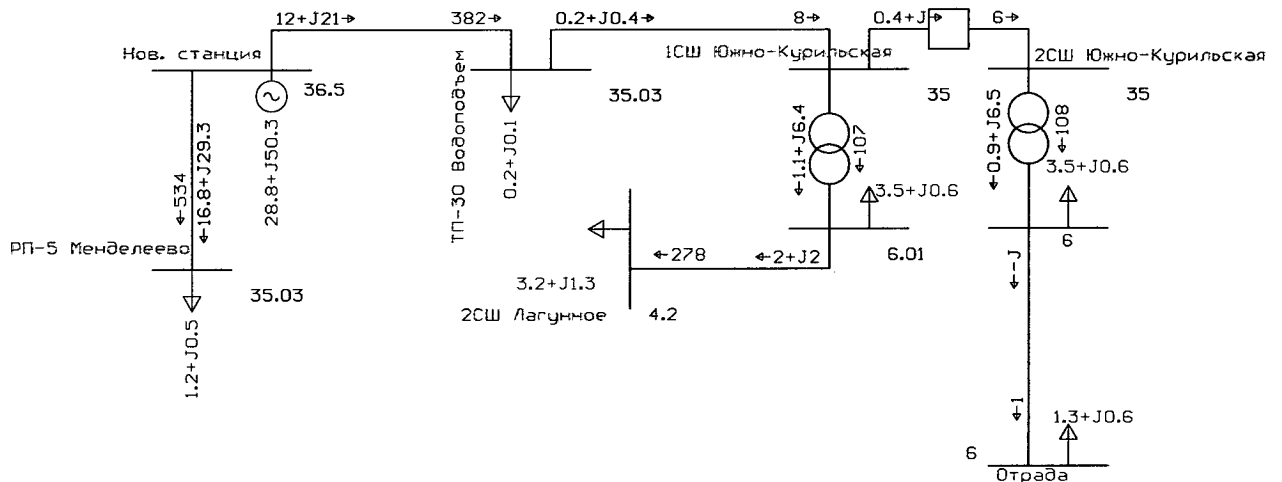 12+J21→
382→
0.2+J0.4→
8→
0.4+J→
6→
Нов. станция
36.5
ТП-30 Водоподъем
35.03
1СШ Южно-Курильская
35
2СШ Южно-Курильская
35
←534
←16.8+J29.3
28.8+J50.3
0.2+J0.1
←1.1+J6.4
←107
3.5+J0.6
←0.9+J6.5
←108
3.5+J0.6
РП-5 Менделеево
35.03
1.2+J0.5
3.2+J1.3
←278
←2+J2
6.01
6
2СШ Лагунное
4.2
←-J
←1
1.3+J0.6
6
Отрада